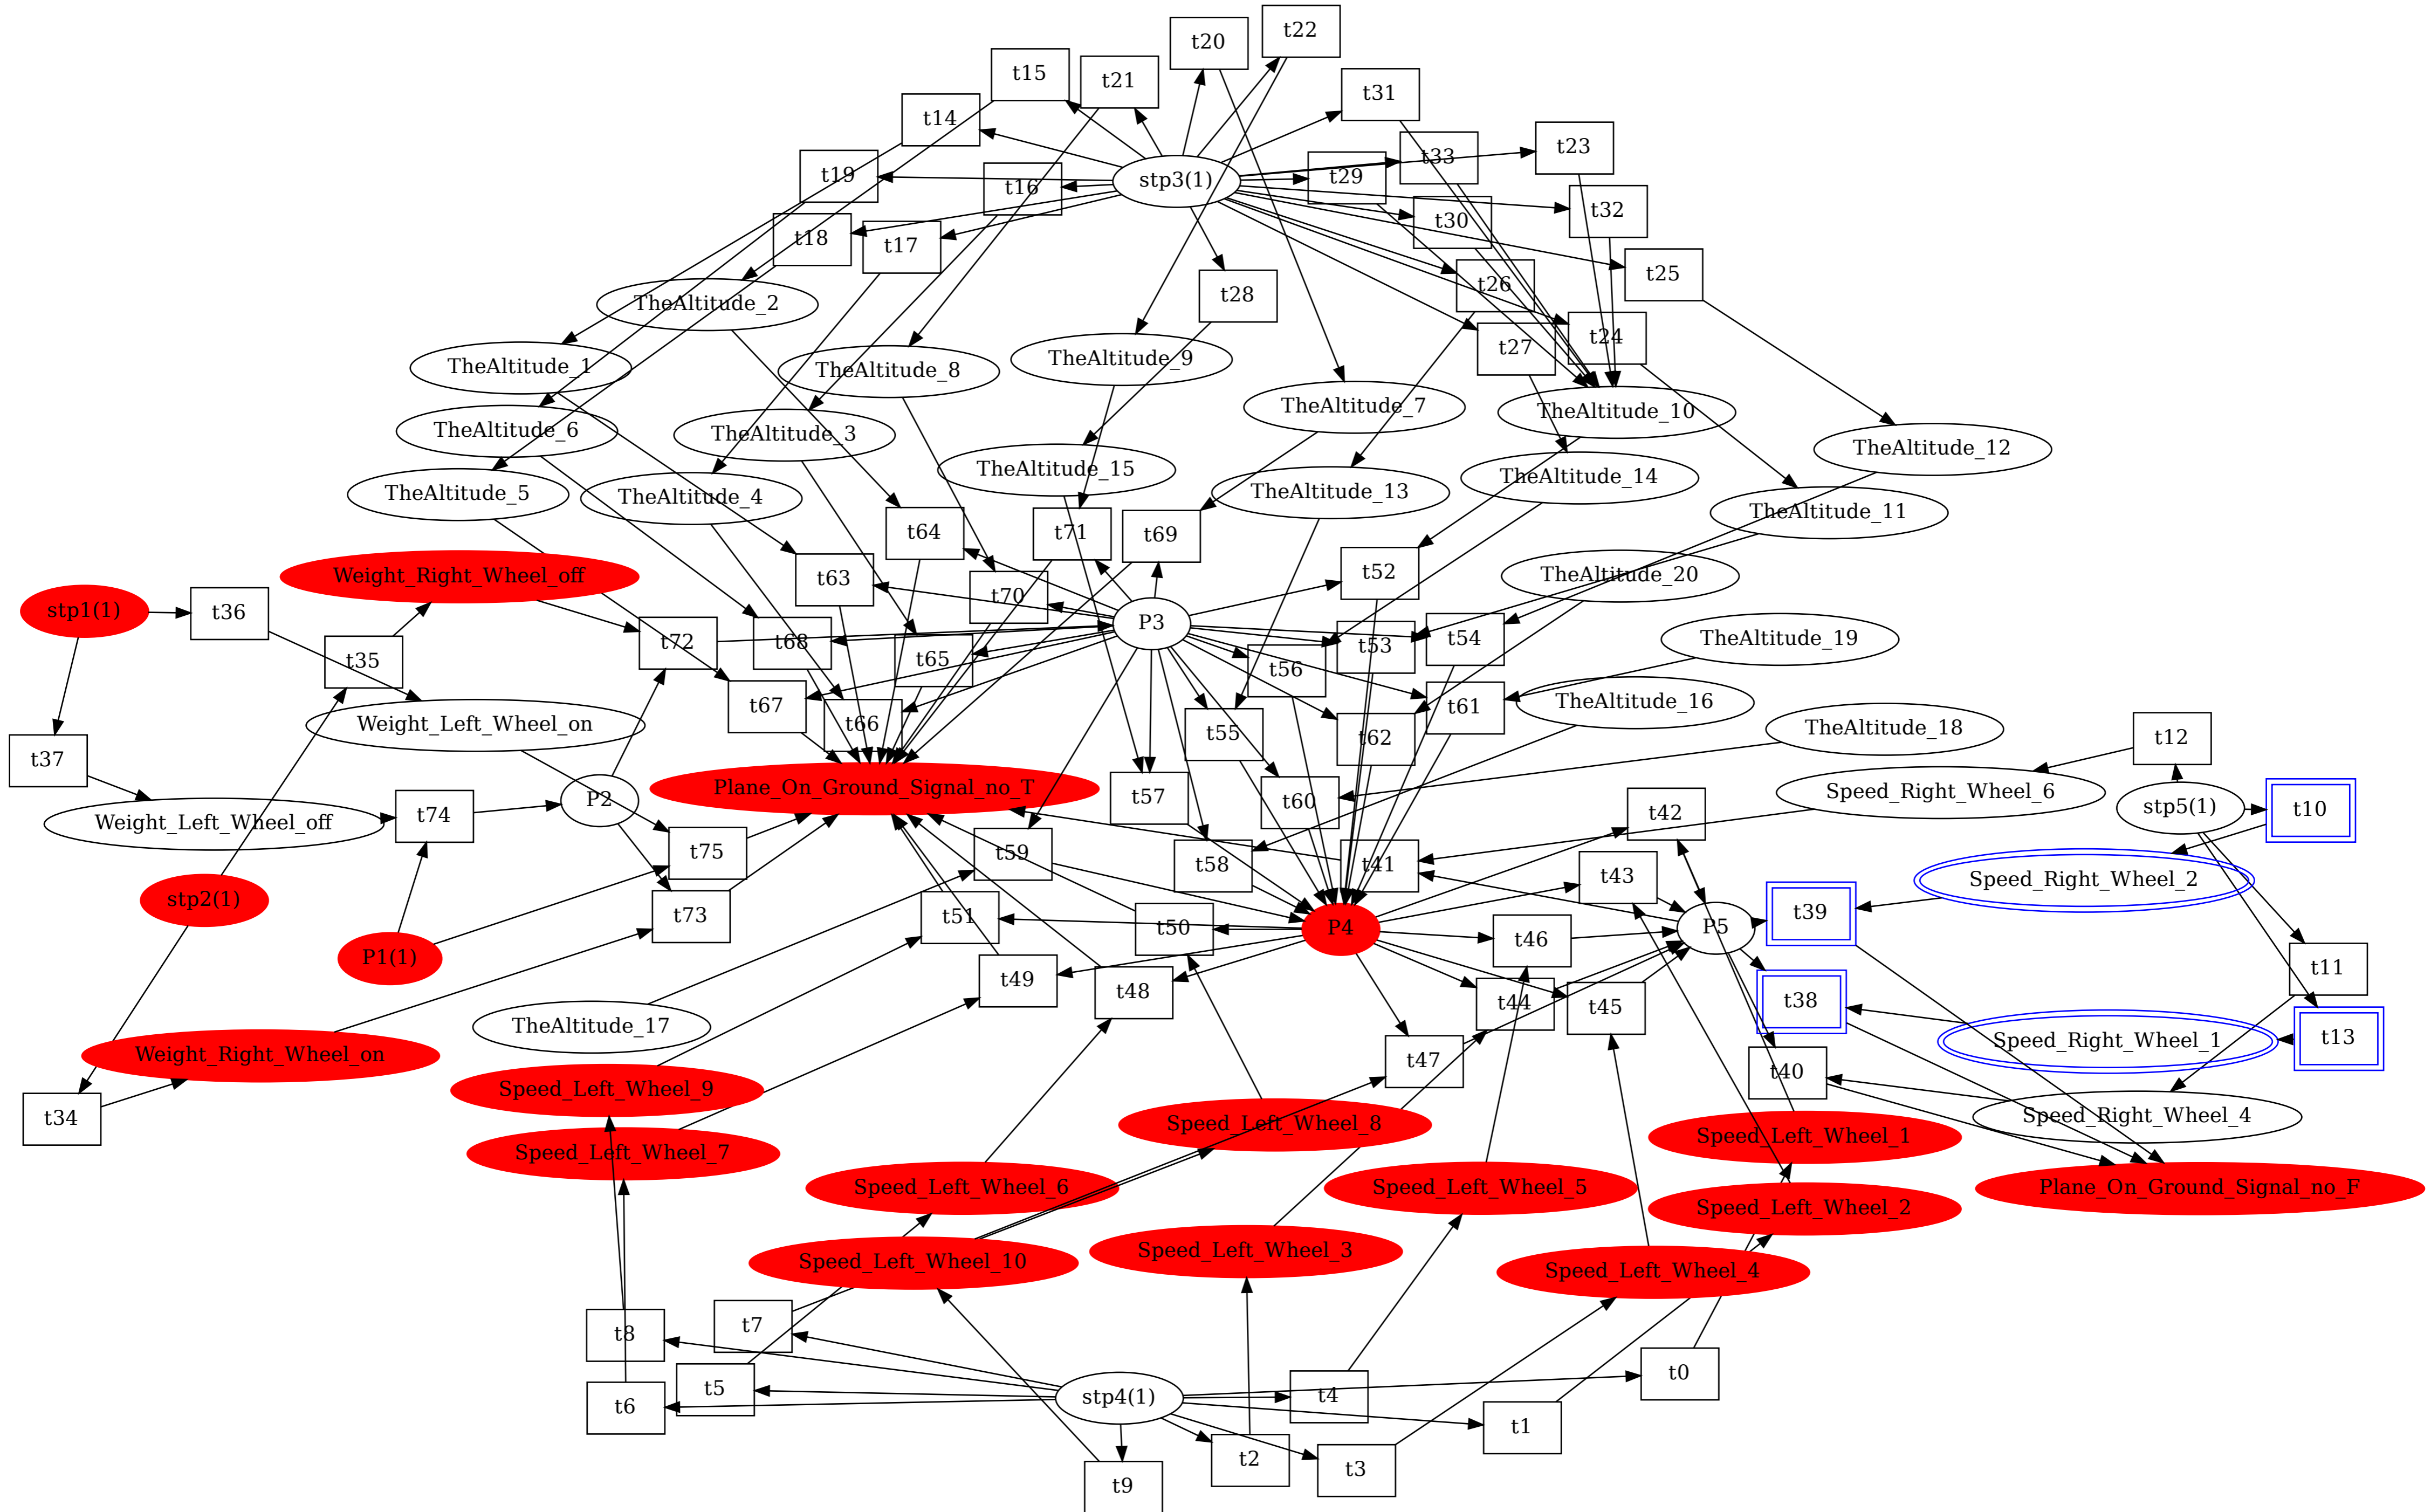 t22
t20
t15
t21
t31
t14
t23
t33
t19
t16
stp3(1)
t29
t32
t30
t18
t17
t25
t26
t28
TheAltitude_2
t24
t27
TheAltitude_9
TheAltitude_1
TheAltitude_8
TheAltitude_7
TheAltitude_10
TheAltitude_6
TheAltitude_3
TheAltitude_12
TheAltitude_15
TheAltitude_14
TheAltitude_5
TheAltitude_4
TheAltitude_13
TheAltitude_11
t64
t71
t69
t52
Weight_Right_Wheel_off
TheAltitude_20
t63
t70
stp1(1)
t36
P3
t72
t68
t53
t54
TheAltitude_19
t35
t65
t56
t67
TheAltitude_16
t61
Weight_Left_Wheel_on
t66
t55
t62
TheAltitude_18
t12
t37
Plane_On_Ground_Signal_no_T
Speed_Right_Wheel_6
P2
t57
t60
stp5(1)
t10
t42
Weight_Left_Wheel_off
t74
t75
t59
t58
t41
t43
Speed_Right_Wheel_2
stp2(1)
t73
t51
t50
P4
P5
t39
t46
P1(1)
t11
t49
t48
t44
t45
t38
TheAltitude_17
Speed_Right_Wheel_1
t13
Weight_Right_Wheel_on
t47
t40
Speed_Left_Wheel_9
t34
Speed_Left_Wheel_8
Speed_Right_Wheel_4
Speed_Left_Wheel_1
Speed_Left_Wheel_7
Speed_Left_Wheel_6
Speed_Left_Wheel_5
Plane_On_Ground_Signal_no_F
Speed_Left_Wheel_2
Speed_Left_Wheel_3
Speed_Left_Wheel_10
Speed_Left_Wheel_4
t7
t8
t0
t5
stp4(1)
t4
t6
t1
t2
t3
t9